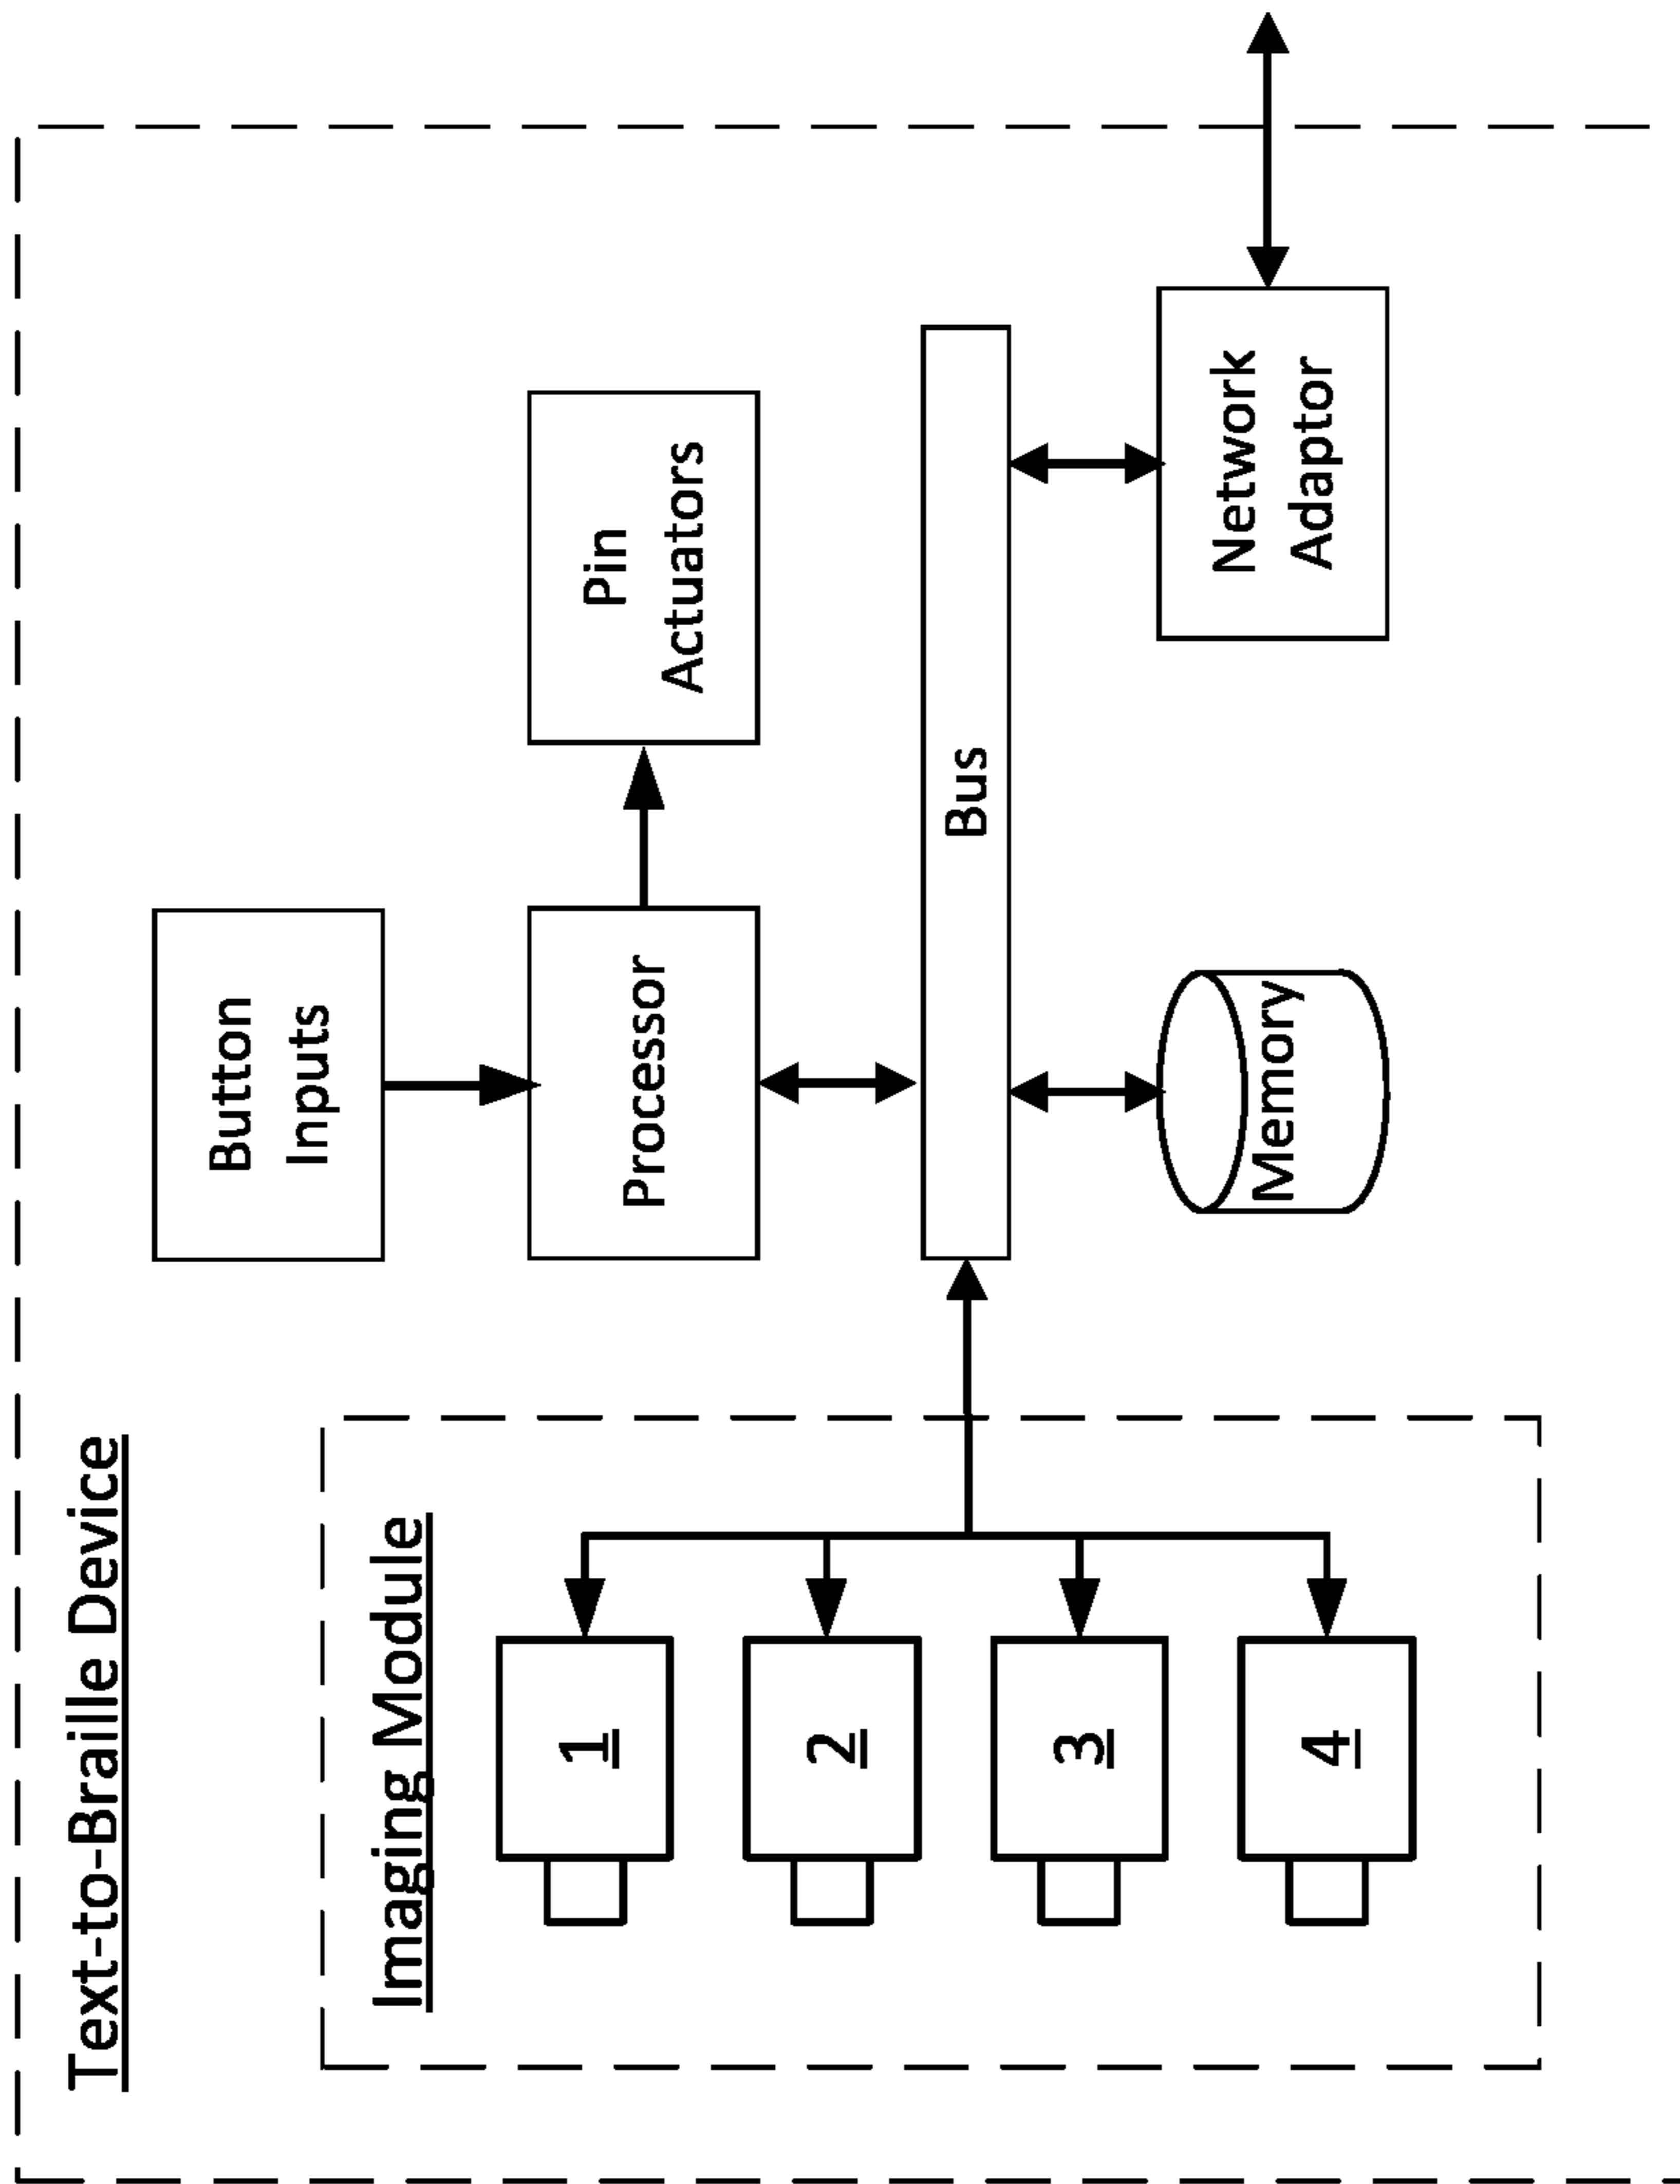 Text-to-Braille Device
Imaging Module
1
2
3
4
Button
Inputs
Processor
Pin
Actuators
Bus
Memory
Network
Adaptor